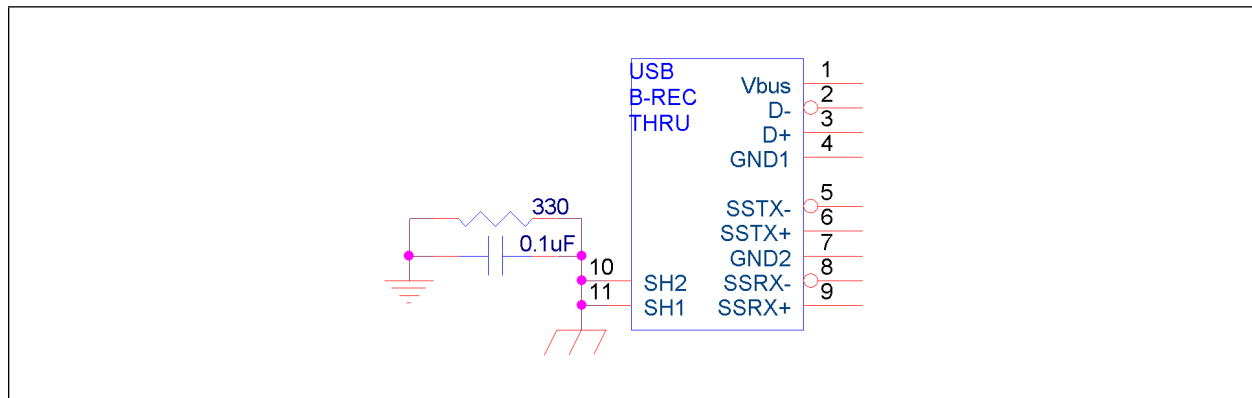 USB
B-REC
THRU
Vbus
1
D-
2
D+
3
GND1
4
SSTX-
5
SSTX+
6
GND2
7
SSRX-
8
SSRX+
9
330
0.1uF
10
SH2
11
SH1